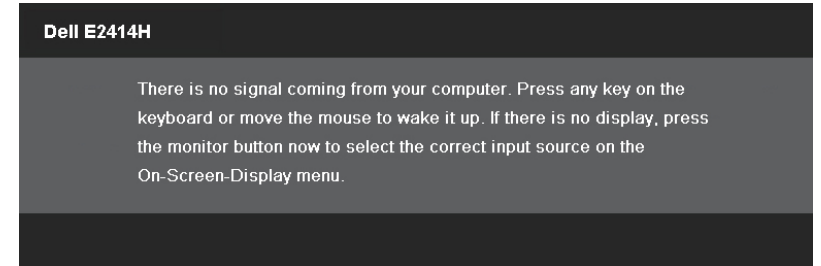 Dell E2414H
There is no signal coming from your computer. Press any key on the
keyboard or move the mouse to wake it up. If there is no display, press
the monitor button now to select the correct input source on the
On-Screen-Display menu.